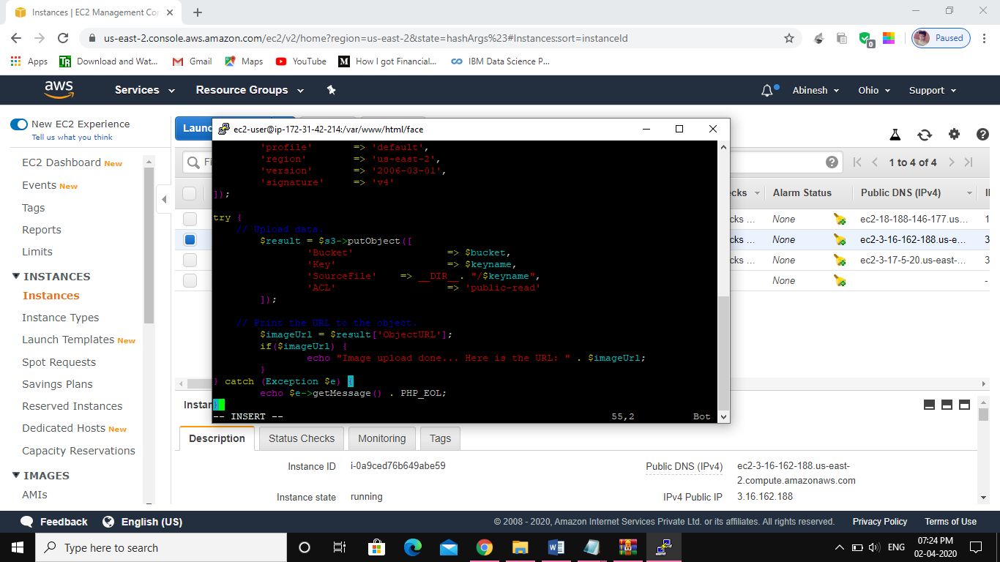 Instances | EC2 Management Cor
us-east-2.console.aws.amazon.com/ec2/v2/home?region=us-east-2&state=hashArgs%23#Instances:sort=instanceId
Paused
0
Apps
Download and Wat...
Gmail
Maps
YouTube
How I got Financial...
IBM Data Science P...
aws
Services
Resource Groups
Abinesh
Ohio
Support
New EC2 Experience
Tell us what you think
EC2 Dashboard New
Events New
Tags
Reports
Limits
INSTANCES
Instances
Instance Types
Launch Templates New
Spot Requests
Savings Plans
Reserved Instances
Dedicated Hosts New
Capacity Reservations
IMAGES
AMIs
Laun
Fi
1 to 4 of 4
cks
Alarm Status
Public DNS (IPv4)
cks ...
None
ec2-18-188-146-177.us...
1
cks ...
None
ec2-3-16-162-188.us-e...
3
cks ...
None
ec2-3-17-5-20.us-east-...
3
None
-
ec2-user@ip-172-31-42-214:/var/www/html/face
'profile' => 'default',
'region' => 'us-east-2',
'version' => '2006-03-01',
'signature' => 'v4'
]);
try {
// Upload data.
$result = $s3->putObject([
'Bucket' => $bucket,
'Key' => $keyname,
'SourceFile' => __DIR__. "/$keyname",
'ACL' => 'public-read'
]);
// Print the URL to the object.
$imageUrl = $result['ObjectURL'];
if($imageUrl) {
echo "Image upload done... Here is the URL: " . $imageUrl;
}
} catch (Exception $e) {
echo $e->getMessage() . PHP_EOL;
}
-- INSERT -- 55,2 Bot
Instan
Description
Status Checks
Monitoring
Tags
Instance ID i-0a9ced76b649abe59
Public DNS (IPv4) ec2-3-16-162-188.us-east-
2.compute.amazonaws.com
Instance state running
IPv4 Public IP 3.16.162.188
Feedback
English (US)
© 2008 - 2020, Amazon Internet Services Private Ltd. or its affiliates. All rights reserved.
Privacy Policy
Terms of Use
Type here to search
ENG
07:24 PM
02-04-2020